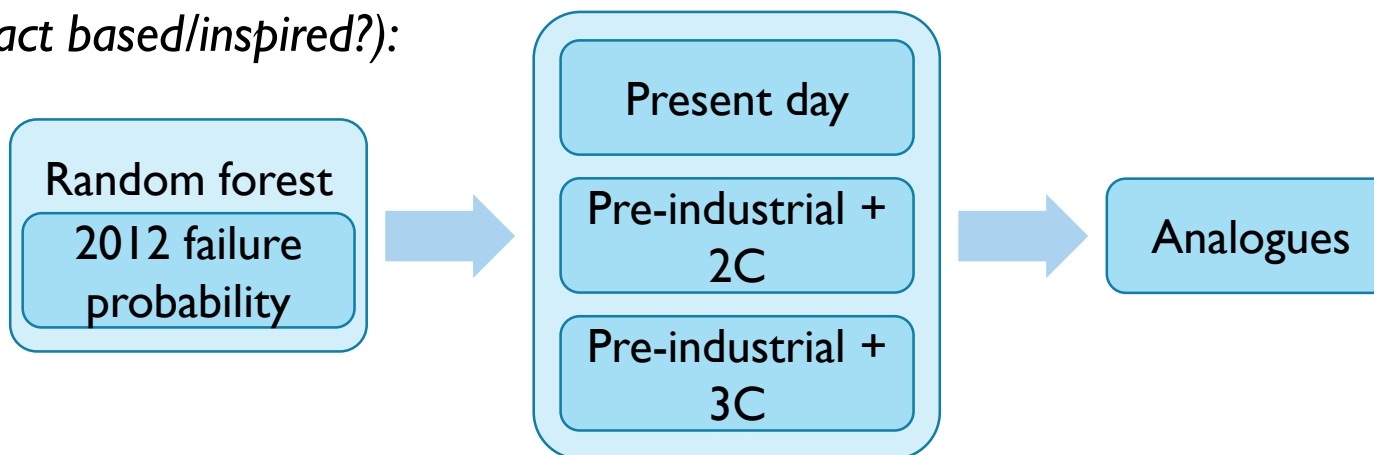 act based/inspired?):
Random forest
2012 failure
probability
Present day
Pre-industrial +
2C
Pre-industrial +
3C
Analogues